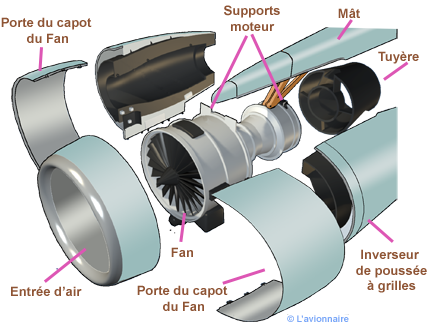 Porte du capot
du Fan
Supports
moteur
Mât
Tuyère
Fan
Entrée d'air
Porte du capot
du Fan
Inverseur
de poussée
à grilles
© L'avionnaire